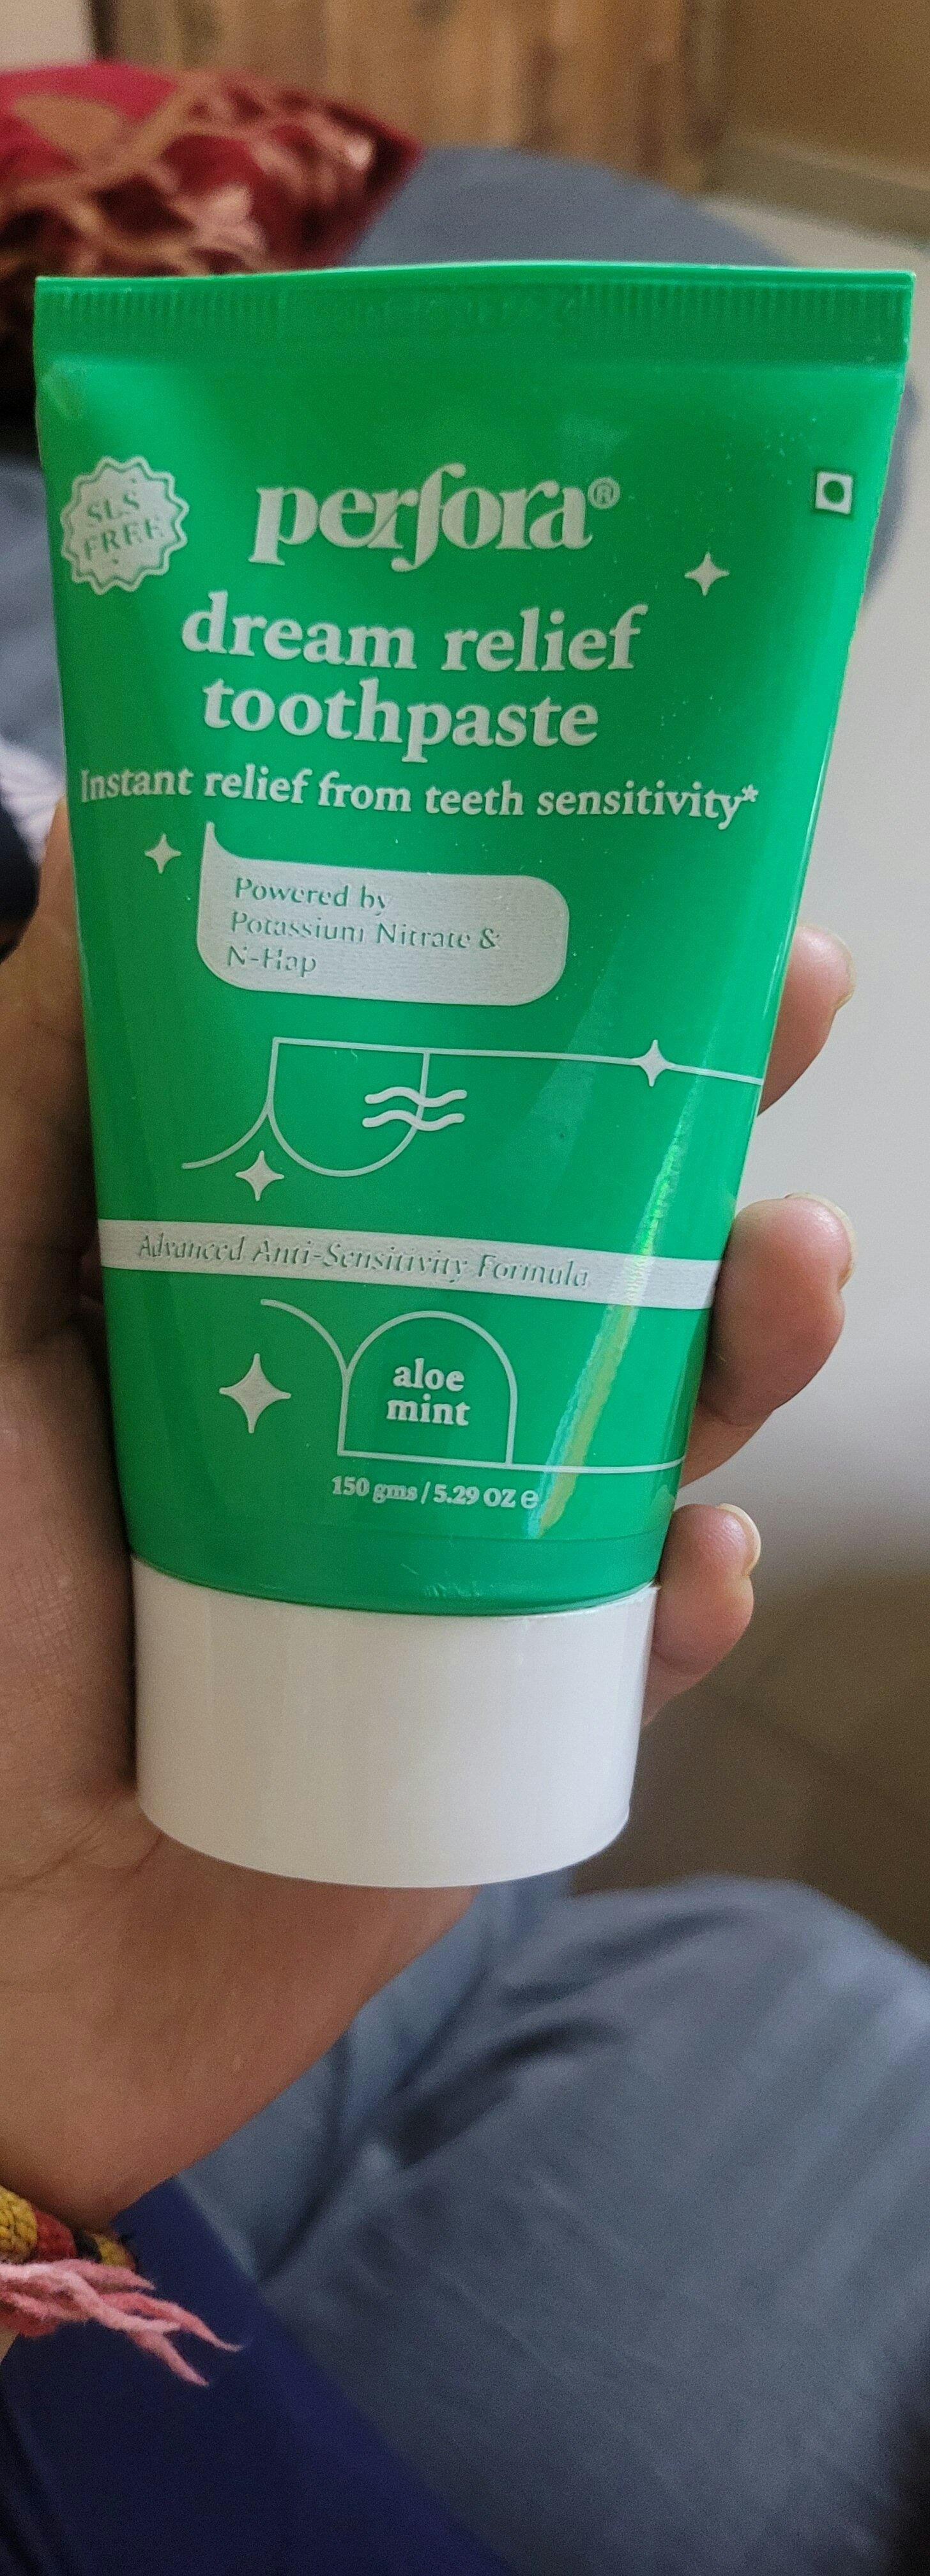 SLS
FREE
perfora®
dream relief
toothpaste
Instant relief from teeth sensitivity*
Powered by
Potassium Nitrate &
N-Hap
Advanced Anti-Sensitivity Formula
aloe
mint
150 gms / 5.29 OZ e